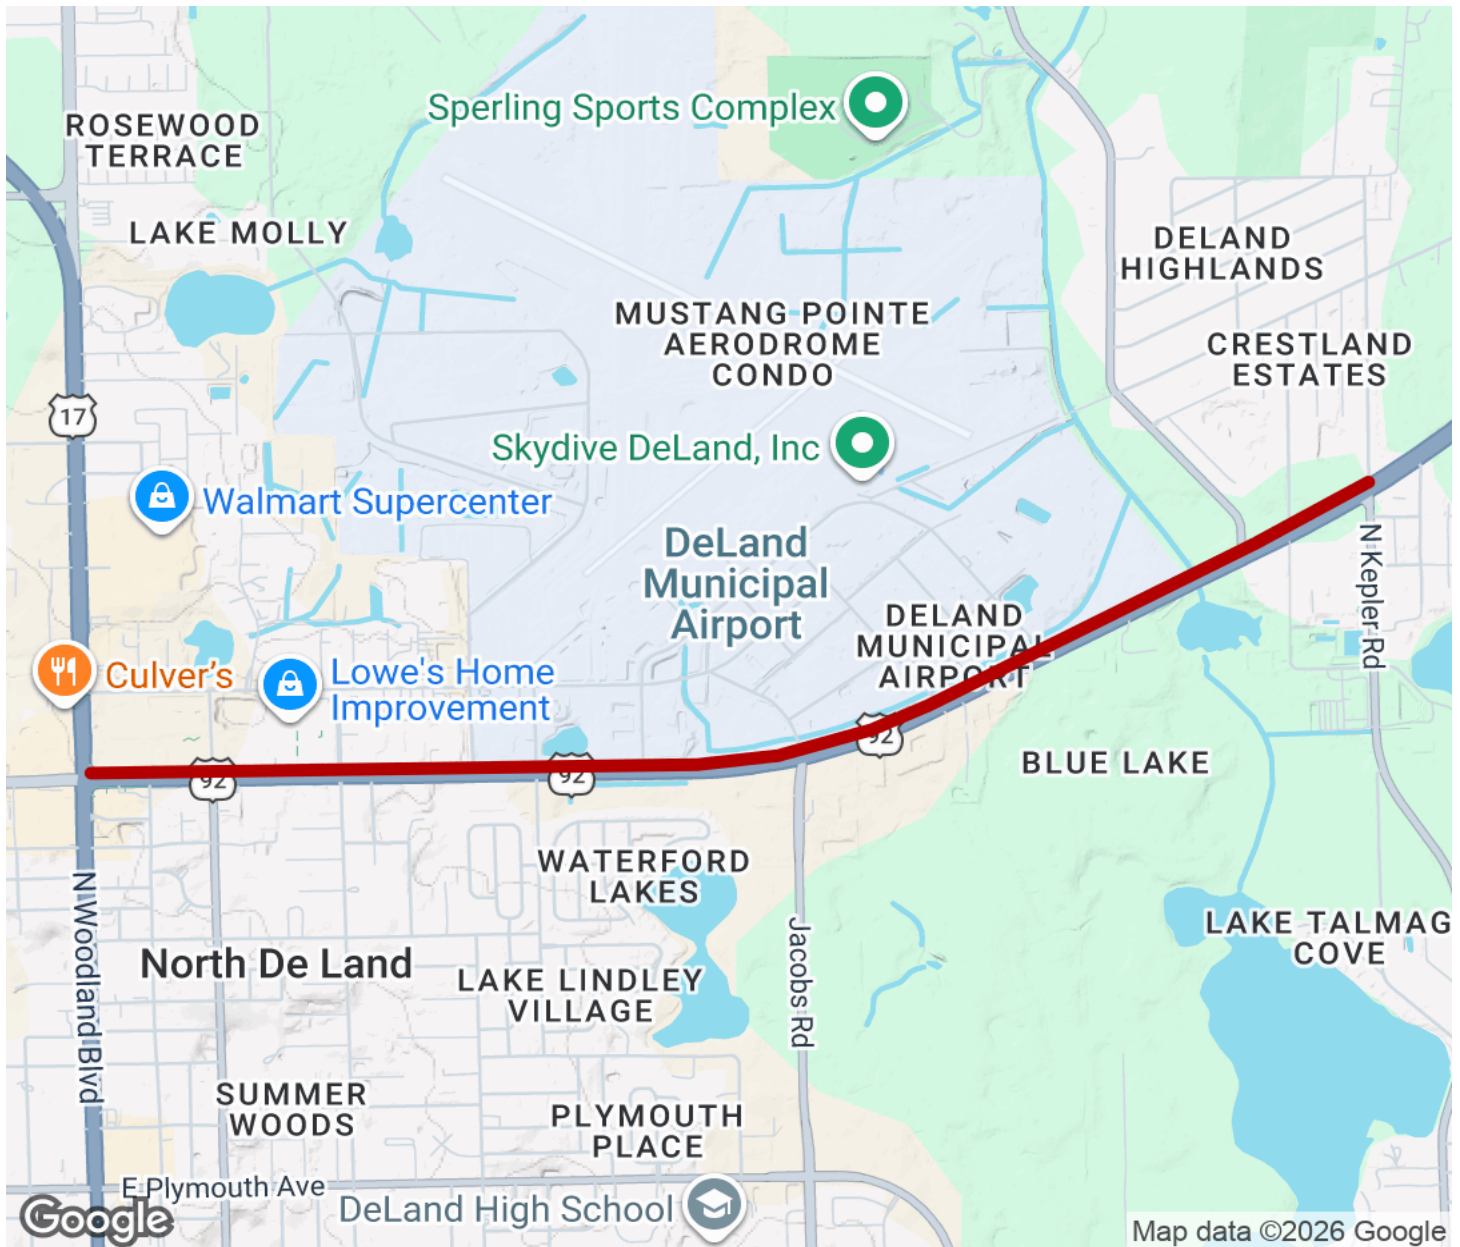 Sperling Sports Complex
ROSEWOOD
TERRACE
LAKE MOLLY
DELAND
HIGHLANDS
MUSTANG POINTE
AERODROME
CONDO
CRESTLAND
ESTATES
17
Skydive DeLand, Inc
Walmart Supercenter
DeLand
Municipal
Airport
N Kepler Rd
DELAND
MUNICIPAL
AIRPORT
Culver's
Lowe's Home
Improvement
92
92
92
BLUE LAKE
WATERFORD
LAKES
N Woodland Blvd
LAKE TALMAG
COVE
North De Land
LAKE LINDLEY
VILLAGE
Jacobs Rd
SUMMER
WOODS
PLYMOUTH
PLACE
E Plymouth Ave
DeLand High School
Google
Map data ©2026 Google